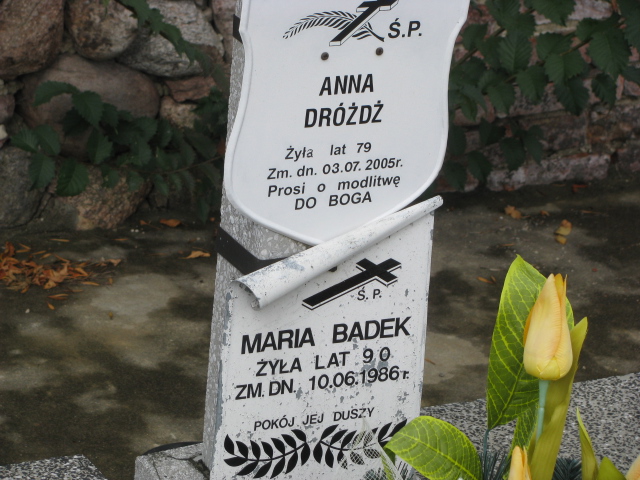 Ś.P.
ANNA
DRÓŻDŻ
Żyła lat 79
Zm. dn. 03.07.2005r.
Prosi o modlitwę
DO BOGA
Ś.P.
MARIA BADEK
ŻYŁA LAT 90
ZM. DN. 10.06.1986r.
POKÓJ JEJ DUSZY